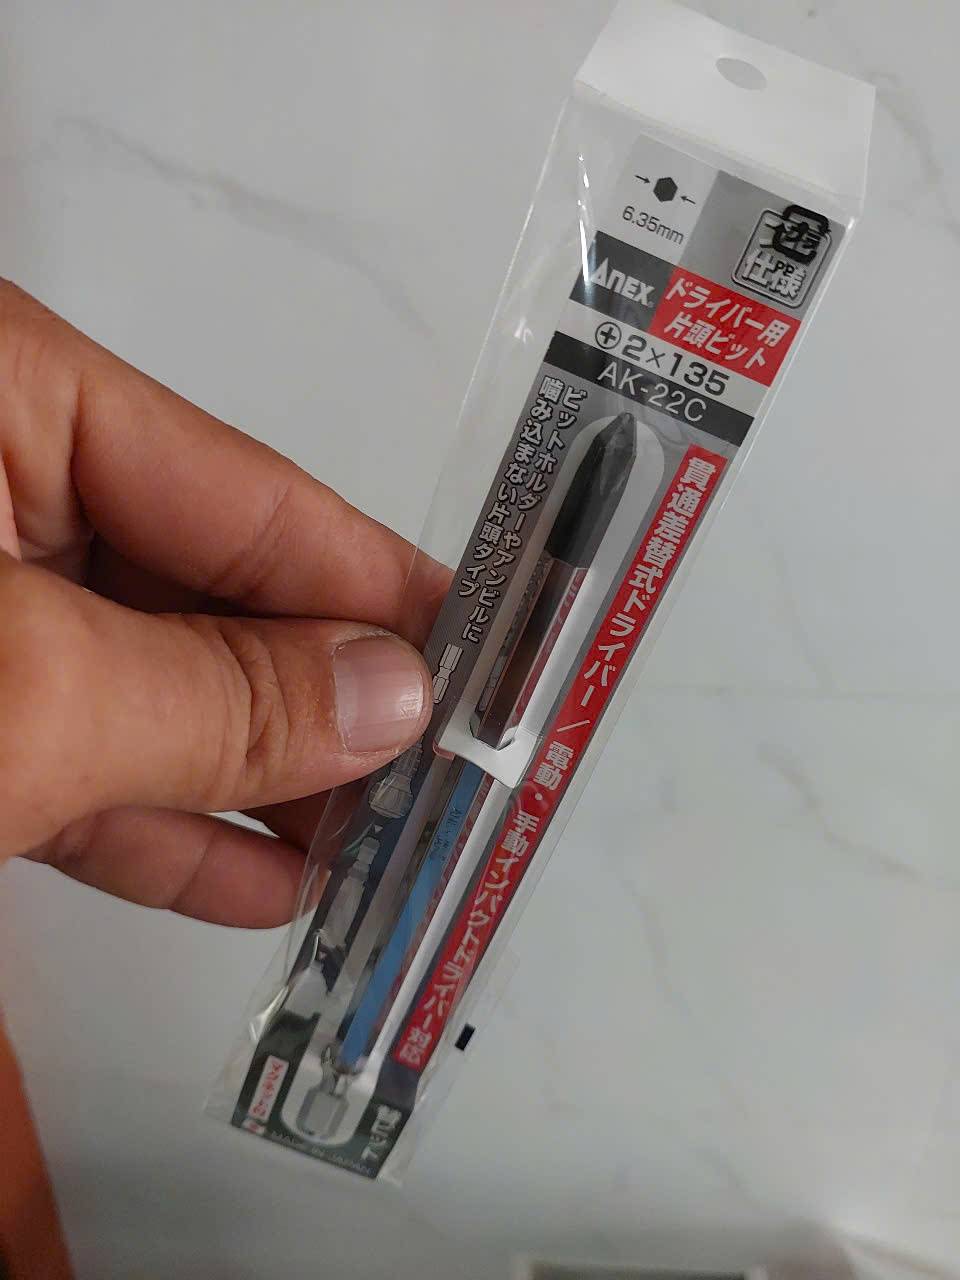 6.35mm
プラ
PP
仕様
ANEX
ドライバー用
片頭ビット
2×135
AK-22C
ビットホルダーやアンビルに
噛み込まない片頭タイプ
貫通差替式ドライバー／電動・手動インパクトドライバー対応
MADE IN JAPAN